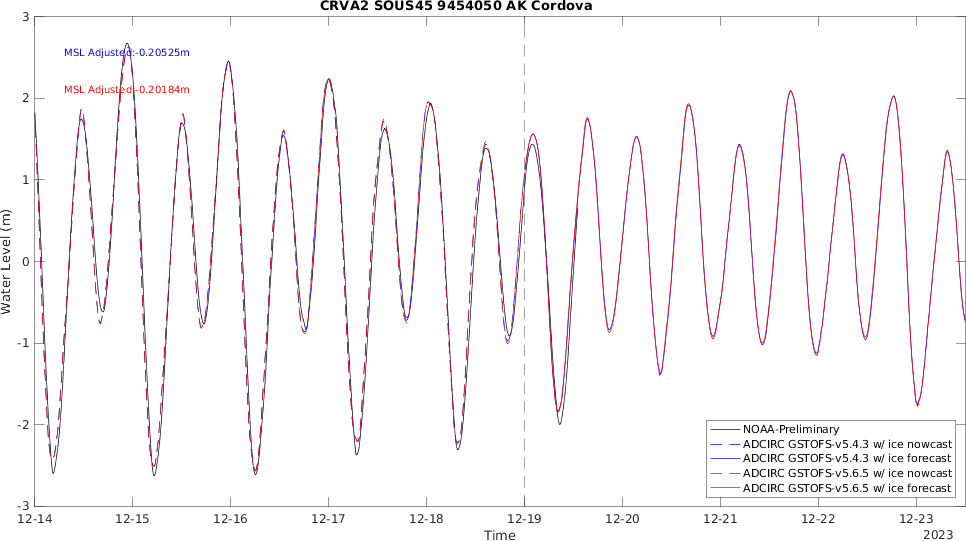 CRVA2 SOUS45 9454050 AK Cordova
3
2
1
0
-1
-2
-3
Water Level (m)
MSL Adjusted:-0.20525m
MSL Adjusted:-0.20184m
NOAA-Preliminary
ADCIRC GSTOFS-v5.4.3 w/ ice nowcast
ADCIRC GSTOFS-v5.4.3 w/ ice forecast
ADCIRC GSTOFS-v5.6.5 w/ ice nowcast
ADCIRC GSTOFS-v5.6.5 w/ ice forecast
12-14 12-15 12-16 12-17 12-18 12-19 12-20 12-21 12-22 12-23
Time
2023